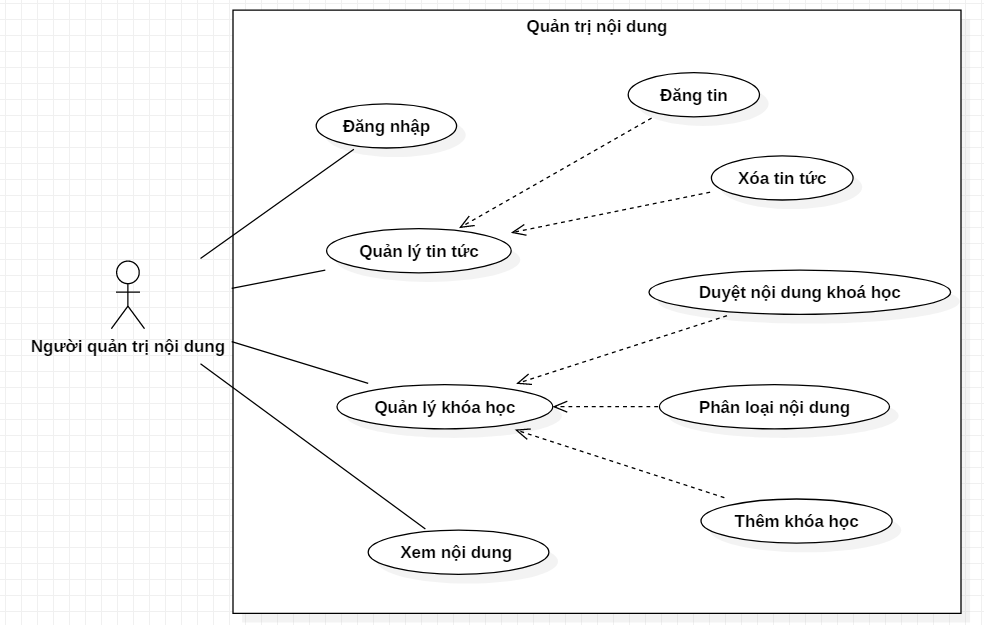 Quản trị nội dung
Đăng tin
Đăng nhập
Xóa tin tức
Quản lý tin tức
Duyệt nội dung khoá học
Người quản trị nội dung
Quản lý khóa học
Phân loại nội dung
Thêm khóa học
Xem nội dung